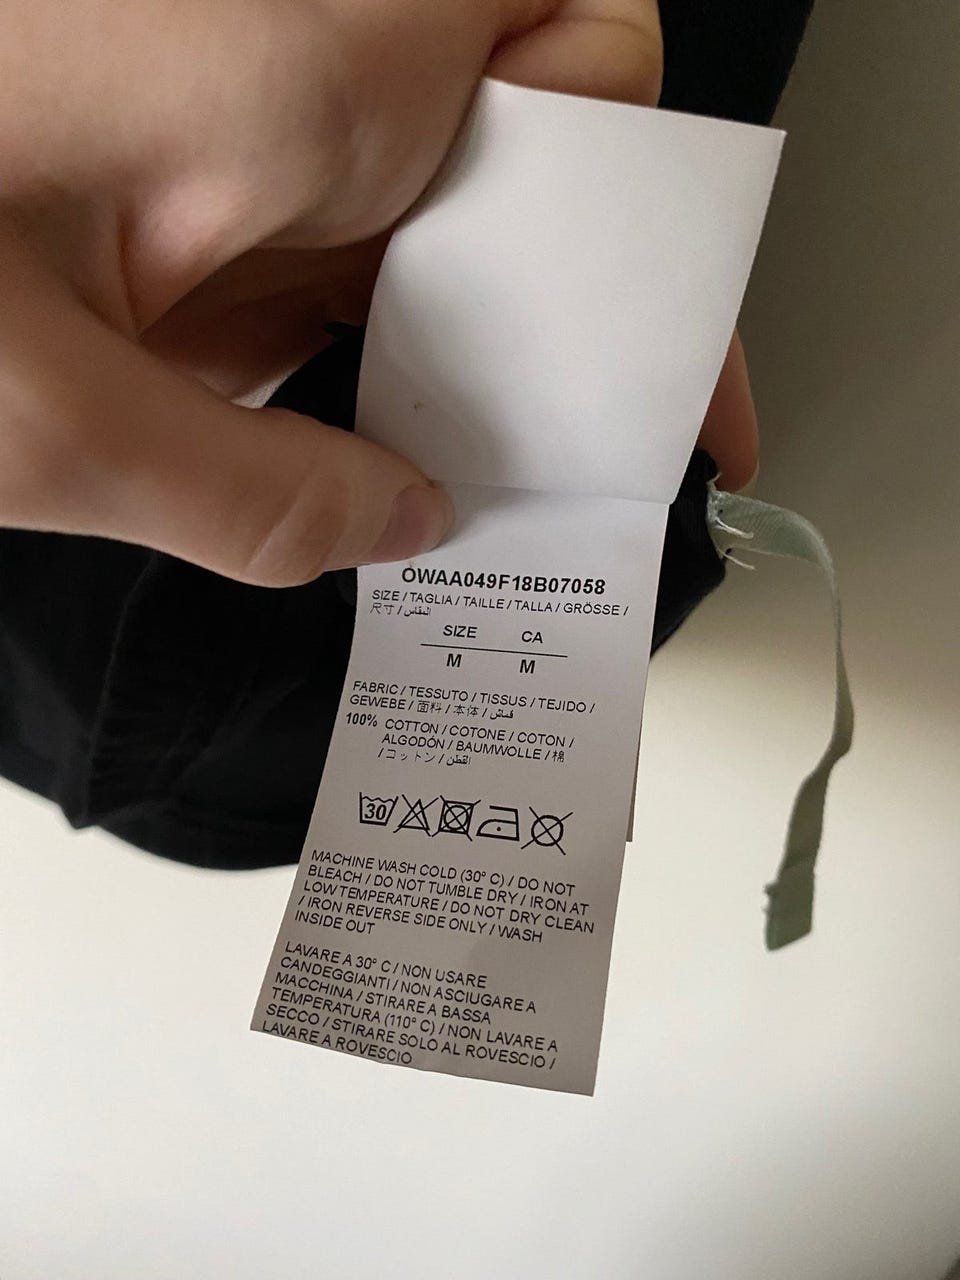 OWAA049F18B07058
SIZE / TAGLIA / TAILLE / TALLA / GRÖSSE /
尺寸 / المقاس
SIZE CA
M M
FABRIC / TESSUTO / TISSUS / TEJIDO /
GEWEBE / 面料 / 本体 / قماش
100% COTTON / COTONE / COTON /
ALGODÓN / BAUMWOLLE / 棉
/ コットン / القطن
30
MACHINE WASH COLD (30° C) / DO NOT
BLEACH / DO NOT TUMBLE DRY / IRON AT
LOW TEMPERATURE / DO NOT DRY CLEAN
/ IRON REVERSE SIDE ONLY / WASH
INSIDE OUT
LAVARE A 30° C / NON USARE
CANDEGGIANTI / NON ASCIUGARE A
MACCHINA / STIRARE A BASSA
TEMPERATURA (110° C) / NON LAVARE A
SECCO / STIRARE SOLO AL ROVESCIO /
LAVARE A ROVESCIO